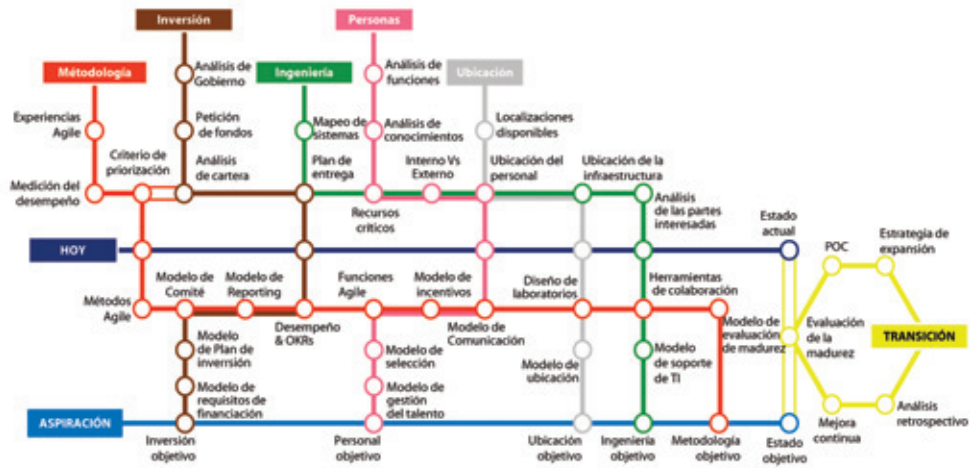 Inversión
Personas
Métodología
Análisis de
Gobierno
Ingeniería
Análisis de
funciones
Ubicación
Experiencias
Agile
Petición
de fondos
Mapeo de
sistemas
Análisis de
conocimientos
Localizaciones
disponibles
Criterio de
priorización
Análisis
de cartera
Plan de
entrega
Interno Vs
Externo
Ubicación del
personal
Ubicación de la
infraestructura
Medición del
desempeño
Recursos
críticos
Análisis
de las partes
interesadas
Estado
actual
Estrategía de
expansión
HOY
POC
Modelo de
Comité
Modelo de
Reporting
Funciones
Agile
Modelo de
incentivos
Diseño de
laboratorios
Herramientas
de colaboración
Métodos
Agile
Desempeño
& OKRs
Modelo de
Comunicación
Modelo de
evaluación
de madurez
Evaluación
de la
madurez
TRANSICIÓN
Modelo
de Plan de
inverrsión
Modelo de
selección
Modelo de
ubicación
Modelo
de soporte
de TI
Modelo de
requisitos de
financiación
Modelo de
gestión
del talento
ASPIRACIÓN
Mejora
continua
Análisis
retrospectivo
Inversión
objetivo
Personal
objetivo
Ubicación
objetivo
Ingeniería
objetivo
Metodología
objetivo
Estado
objetivo